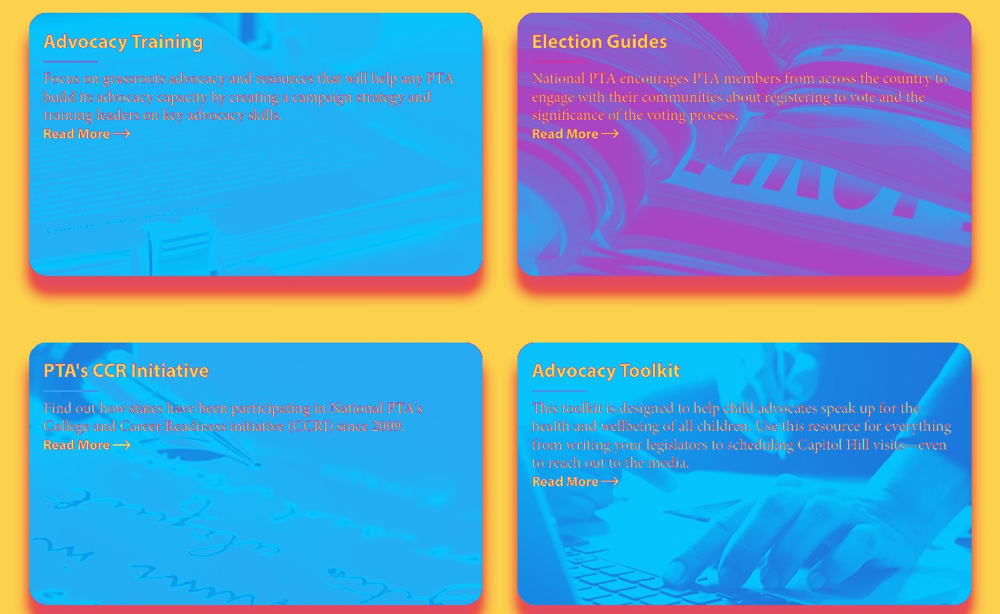 Advocacy Training
Focus on grassroots advocacy and resources that will help any PTA
build its advocacy capacity by creating a campaign strategy and
training leaders on key advocacy skills.
Read More →
Election Guides
National PTA encourages PTA members from across the country to
engage with their communities about registering to vote and the
significance of the voting process.
Read More →
PTA's CCR Initiative
Find out how states have been participating in National PTA's
College and Career Readiness initiative (CCRI) since 2009.
Read More →
Advocacy Toolkit
This toolkit is designed to help child advocates speak up for the
health and wellbeing of all children. Use this resource for everything
from writing your legislators to scheduling Capitol Hill visits—even
to reach out to the media.
Read More →